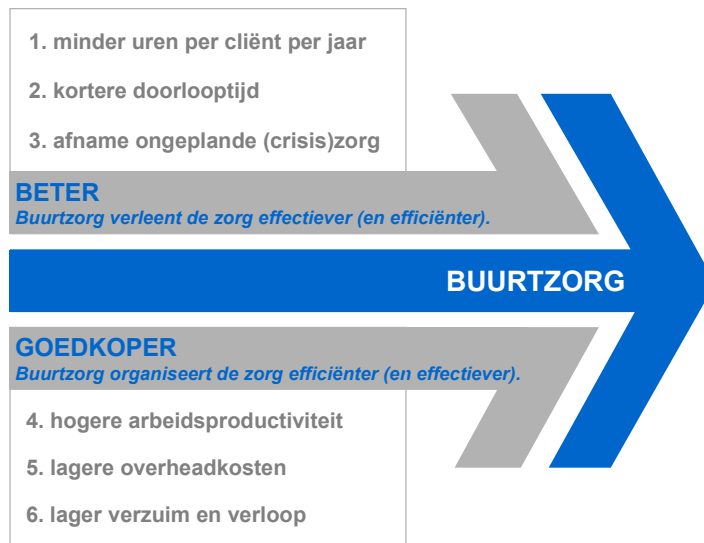 1. minder uren per cliënt per jaar
2. kortere doorlooptijd
3. afname ongeplande (crisis)zorg
BETER
Buurtzorg verleent de zorg effectiever (en efficiënter).
BUURTZORG
GOEDKOPER
Buurtzorg organiseert de zorg efficiënter (en effectiever).
4. hogere arbeidsproductiviteit
5. lagere overheadkosten
6. lager verzuim en verloop